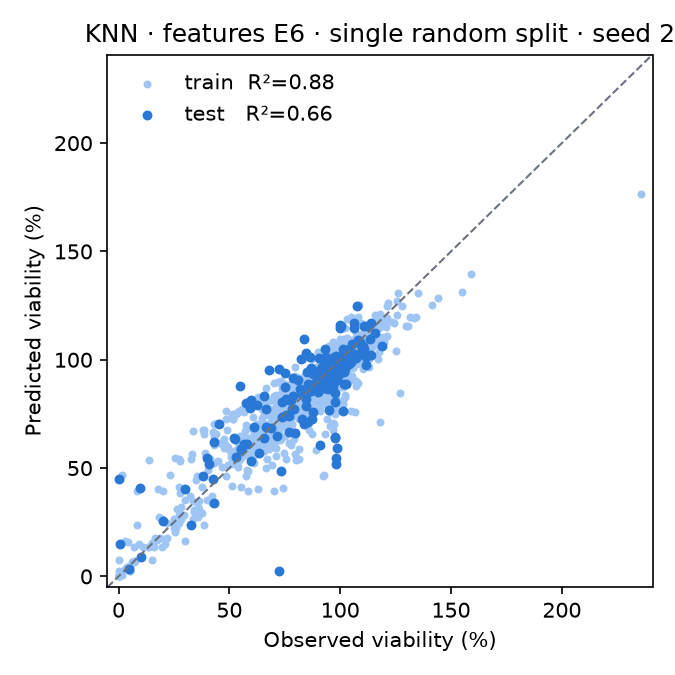 KNN · features E6 · single random split · seed 2
train R²=0.88
test R²=0.66
200
150
100
50
0
Predicted viability (%)
0 50 100 150 200
Observed viability (%)